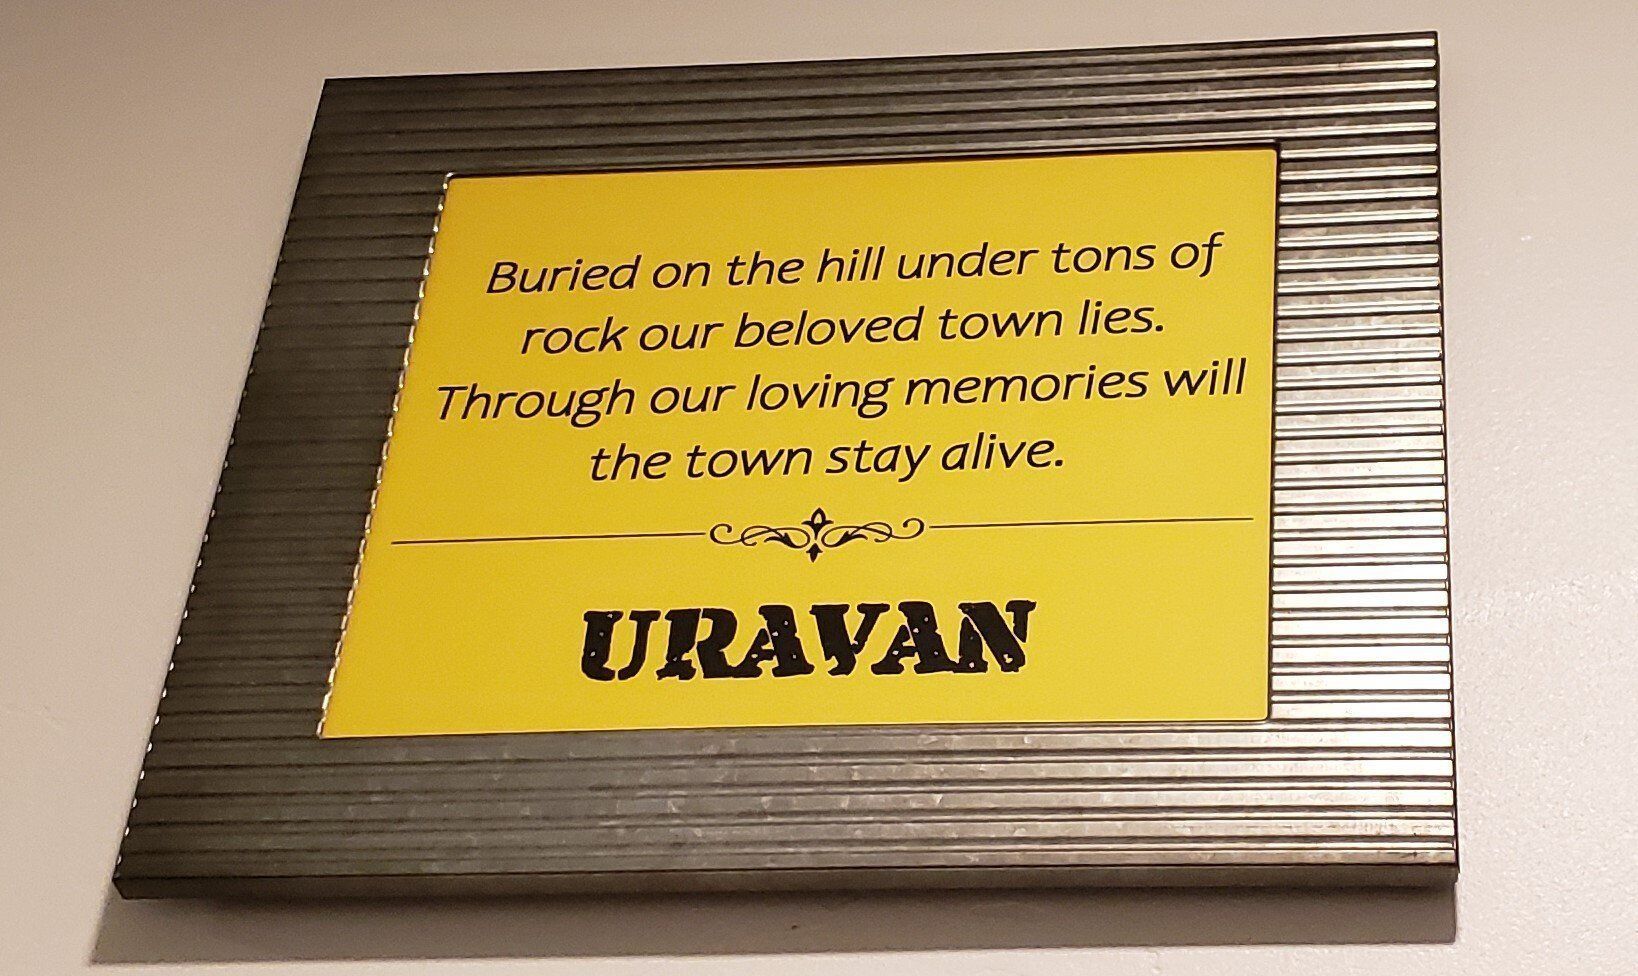 Buried on the hill under tons of
rock our beloved town lies.
Through our loving memories will
the town stay alive.
URAVAN